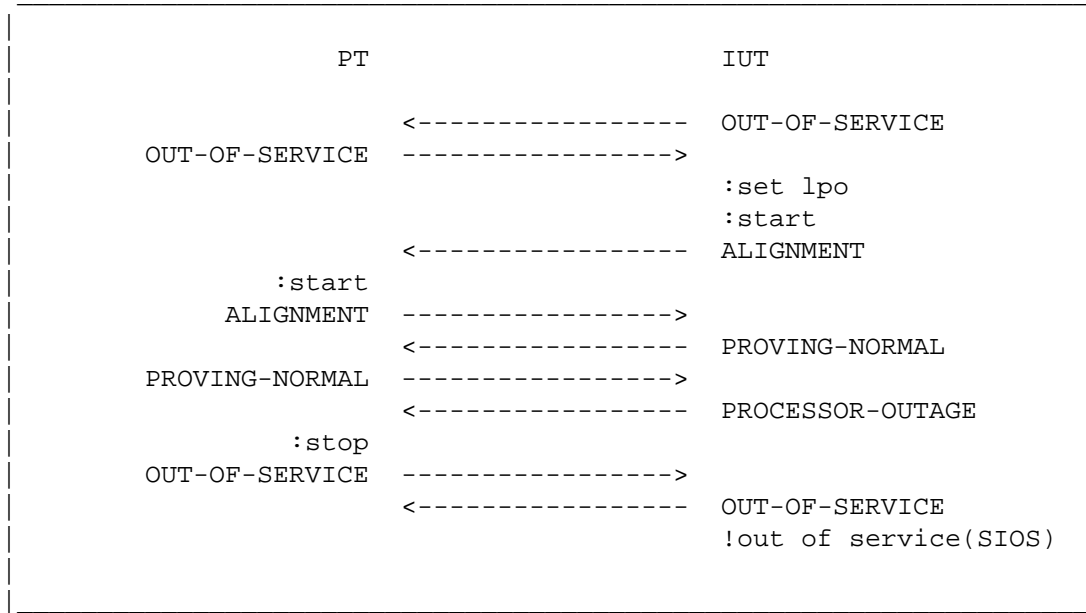 PT IUT
<----------------- OUT-OF-SERVICE
OUT-OF-SERVICE ----------------->
:set lpo
:start
<----------------- ALIGNMENT
:start
ALIGNMENT ----------------->
<----------------- PROVING-NORMAL
PROVING-NORMAL ----------------->
<----------------- PROCESSOR-OUTAGE
:stop
OUT-OF-SERVICE ----------------->
<----------------- OUT-OF-SERVICE
!out of service(SIOS)